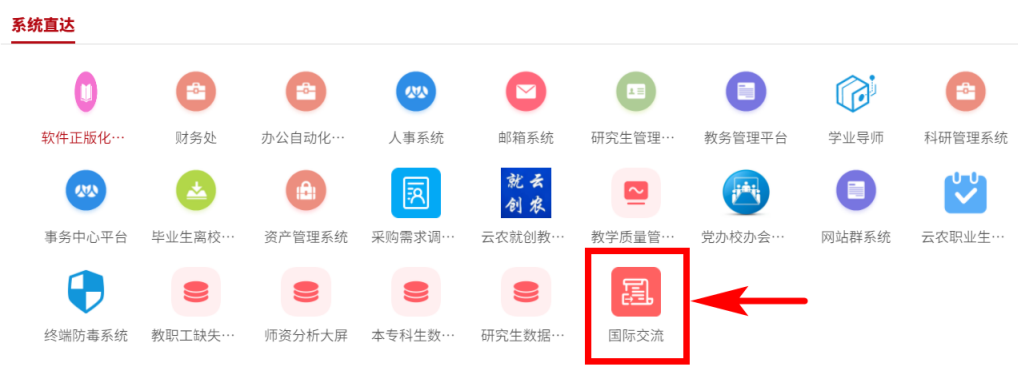 系统直达
软件正版化…
财务处
办公自动化…
人事系统
邮箱系统
研究生管理…
教务管理平台
学业导师
科研管理系统
就云
创农
事务中心平台
毕业生离校…
资产管理系统
采购需求调…
云农就创教…
教学质量管…
党办校办会…
网站群系统
云农职业生…
终端防毒系统
教职工缺失…
师资分析大屏
本专科生数…
研究生数据…
国际交流